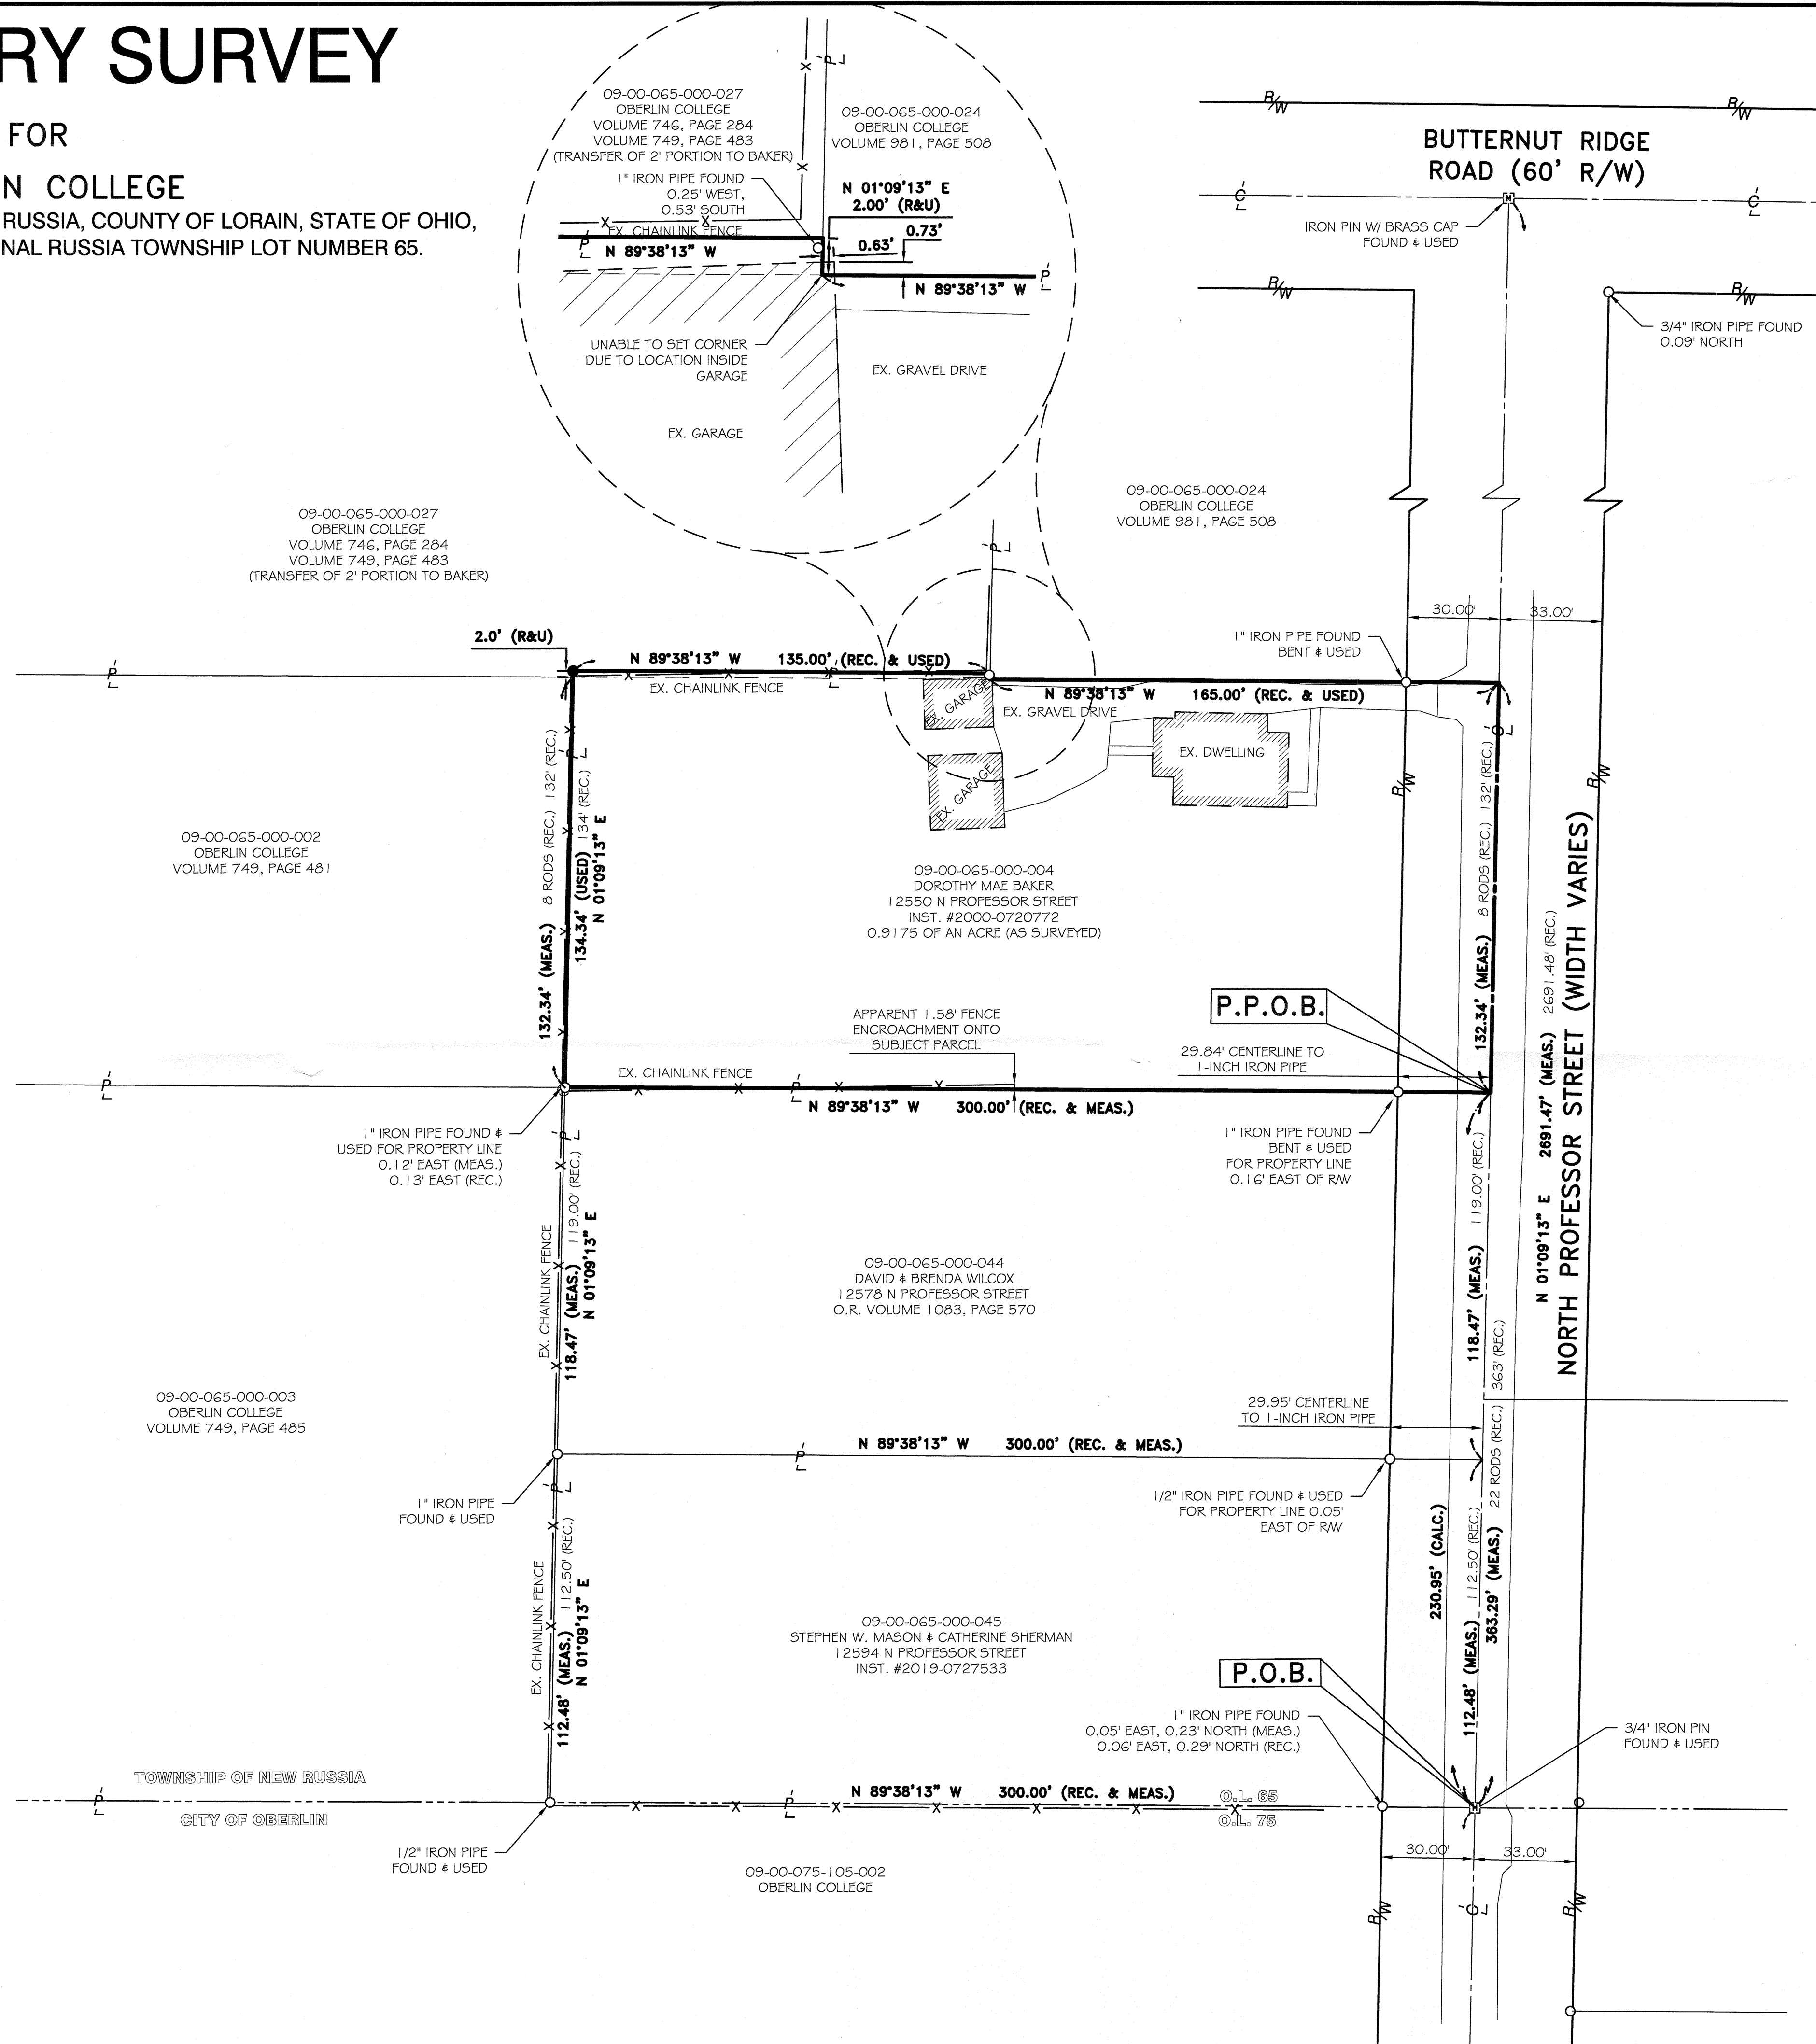 RY SURVEY
FOR
N COLLEGE
RUSSIA, COUNTY OF LORAIN, STATE OF OHIO,
NAL RUSSIA TOWNSHIP LOT NUMBER 65.
09-00-065-000-027
OBERLIN COLLEGE
VOLUME 746, PAGE 284
VOLUME 749, PAGE 483
(TRANSFER OF 2' PORTION TO BAKER)
09-00-065-000-024
OBERLIN COLLEGE
VOLUME 981, PAGE 508
1" IRON PIPE FOUND
0.25' WEST,
0.53' SOUTH
N 01°09'13" E
2.00' (R&U)
0.73'
0.63'
EX. CHAINLINK FENCE
N 89°38'13" W
N 89°38'13" W
UNABLE TO SET CORNER
DUE TO LOCATION INSIDE
GARAGE
EX. GRAVEL DRIVE
EX. GARAGE
R/W
R/W
BUTTERNUT RIDGE
ROAD (60' R/W)
IRON PIN W/ BRASS CAP
FOUND & USED
R/W
R/W
3/4" IRON PIPE FOUND
0.09' NORTH
09-00-065-000-027
OBERLIN COLLEGE
VOLUME 746, PAGE 284
VOLUME 749, PAGE 483
(TRANSFER OF 2' PORTION TO BAKER)
09-00-065-000-024
OBERLIN COLLEGE
VOLUME 981, PAGE 508
30.00'
33.00'
1" IRON PIPE FOUND
BENT & USED
2.0' (R&U)
N 89°38'13" W 135.00' (REC. & USED)
EX. CHAINLINK FENCE
N 89°38'13" W 165.00' (REC. & USED)
EX. GARAGE
EX. GRAVEL DRIVE
EX. DWELLING
EX. GARAGE
R/W
R/W
132.34' (MEAS.) 8 RODS (REC.) 132' (REC.)
134.34' (USED) 134' (REC.)
N 01°09'13" E
09-00-065-000-002
OBERLIN COLLEGE
VOLUME 749, PAGE 481
09-00-065-000-004
DOROTHY MAE BAKER
12550 N PROFESSOR STREET
INST. #2000-0720772
0.9175 OF AN ACRE (AS SURVEYED)
132.34' (MEAS.) 8 RODS (REC.) 132' (REC.)
N 01°09'13" E 2691.47' (MEAS.) 2691.48' (REC.)
NORTH PROFESSOR STREET (WIDTH VARIES)
P.P.O.B.
APPARENT 1.58' FENCE
ENCROACHMENT ONTO
SUBJECT PARCEL
29.84' CENTERLINE TO
1-INCH IRON PIPE
EX. CHAINLINK FENCE
N 89°38'13" W 300.00' (REC. & MEAS.)
1" IRON PIPE FOUND &
USED FOR PROPERTY LINE
0.12' EAST (MEAS.)
0.13' EAST (REC.)
1" IRON PIPE FOUND
BENT & USED
FOR PROPERTY LINE
0.16' EAST OF R/W
EX. CHAINLINK FENCE
118.47' (MEAS.) 119.00' (REC.)
N 01°09'13" E
118.47' (MEAS.) 119.00' (REC.)
09-00-065-000-044
DAVID & BRENDA WILCOX
12578 N PROFESSOR STREET
O.R. VOLUME 1083, PAGE 570
09-00-065-000-003
OBERLIN COLLEGE
VOLUME 749, PAGE 485
29.95' CENTERLINE
TO 1-INCH IRON PIPE
N 89°38'13" W 300.00' (REC. & MEAS.)
1" IRON PIPE
FOUND & USED
1/2" IRON PIPE FOUND & USED
FOR PROPERTY LINE 0.05'
EAST OF R/W
EX. CHAINLINK FENCE
112.48' (MEAS.) 112.50' (REC.)
N 01°09'13" E
230.95' (CALC.)
112.48' (MEAS.) 112.50' (REC.)
363.29' (MEAS.) 22 RODS (REC.) 363' (REC.)
09-00-065-000-045
STEPHEN W. MASON & CATHERINE SHERMAN
12594 N PROFESSOR STREET
INST. #2019-0727533
P.O.B.
1" IRON PIPE FOUND
0.05' EAST, 0.23' NORTH (MEAS.)
0.06' EAST, 0.29' NORTH (REC.)
3/4" IRON PIN
FOUND & USED
TOWNSHIP OF NEW RUSSIA
CITY OF OBERLIN
N 89°38'13" W 300.00' (REC. & MEAS.)
O.L. 65
O.L. 75
1/2" IRON PIPE
FOUND & USED
09-00-075-105-002
OBERLIN COLLEGE
30.00'
33.00'
R/W
R/W